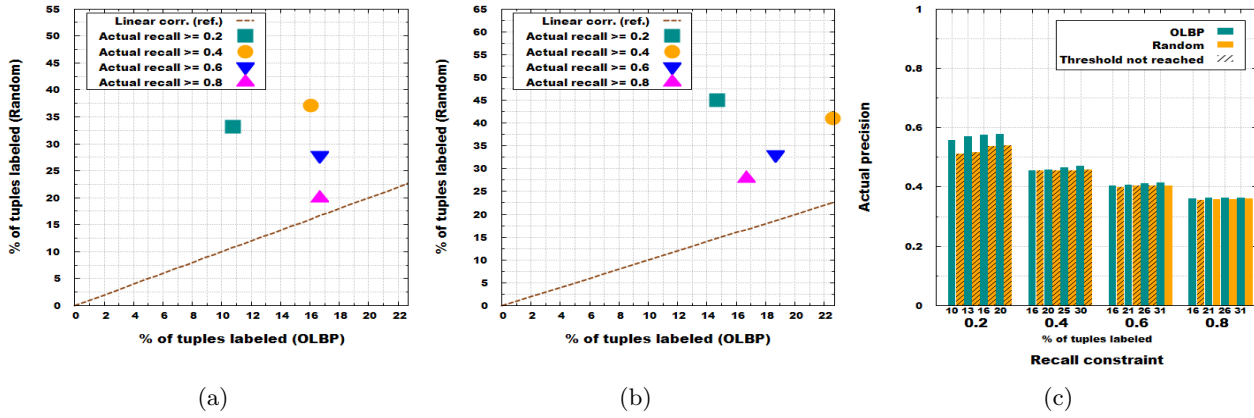 Linear corr. (ref.)
Actual recall >= 0.2
Actual recall >= 0.4
Actual recall >= 0.6
Actual recall >= 0.8
% of tuples labeled (Random)
55
50
45
40
35
30
25
20
15
10
5
0
0 2 4 6 8 10 12 14 16 18 20 22
% of tuples labeled (OLBP)
(a)
Linear corr. (ref.)
Actual recall >= 0.2
Actual recall >= 0.4
Actual recall >= 0.6
Actual recall >= 0.8
% of tuples labeled (Random)
65
60
55
50
45
40
35
30
25
20
15
10
5
0
0 2 4 6 8 10 12 14 16 18 20 22
% of tuples labeled (OLBP)
(b)
OLBP
Random
Threshold not reached
Actual precision
1
0.8
0.6
0.4
0.2
0
10 13 16 20 16 20 25 30 16 21 26 31 16 21 26 31
0.2 0.4 0.6 0.8
% of tuples labeled
Recall constraint
(c)